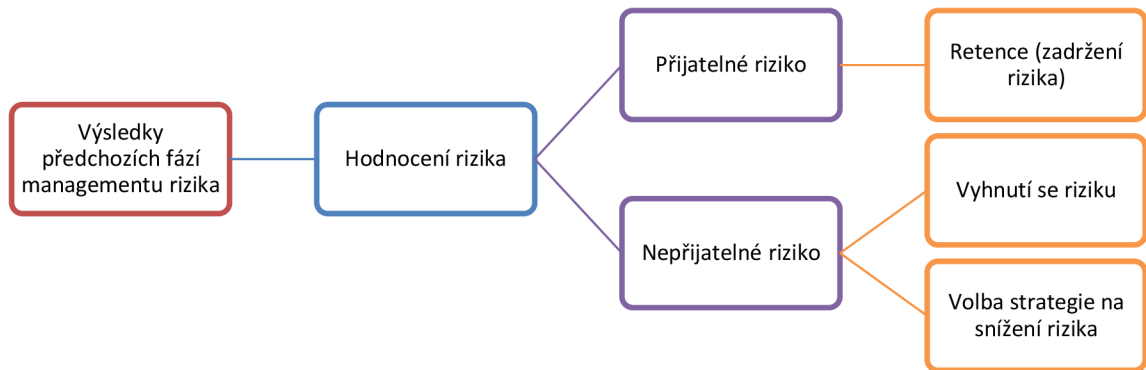 Výsledky
předchozích fází
managementu rizika
Hodnocení rizika
Přijatelné riziko
Nepřijatelné riziko
Retence (zadržení
rizika)
Vyhnutí se riziku
Volba strategie na
snížení rizika